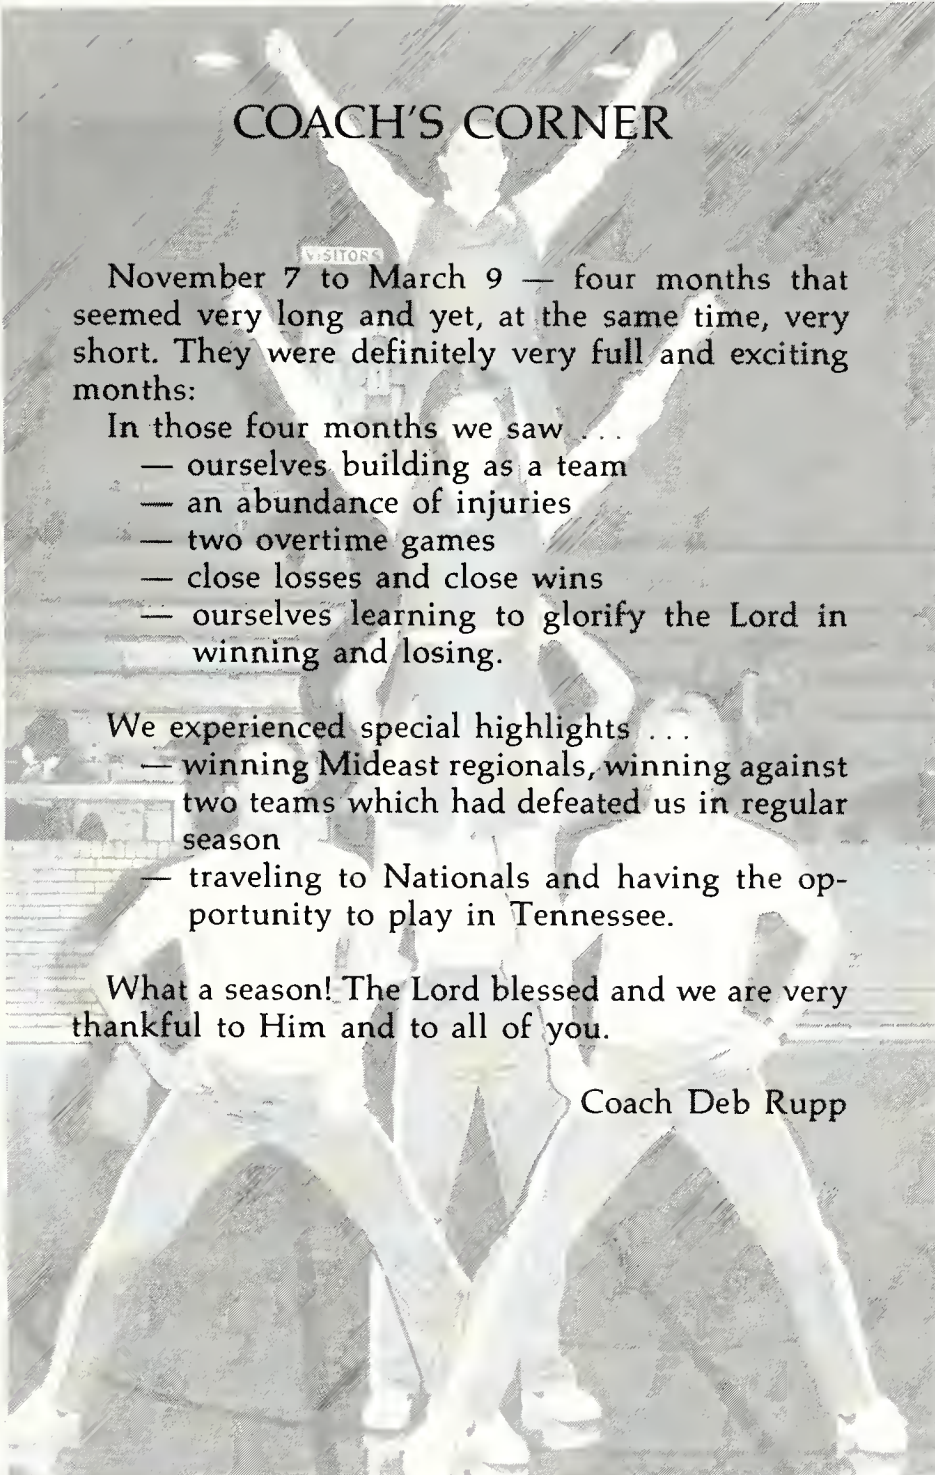 COACH'S CORNER
VISITORS
November 7 to March 9 — four months that
seemed very long and yet, at the same time, very
short. They were definitely very full and exciting
months:
In those four months we saw . . .
— ourselves building as a team
— an abundance of injuries
— two overtime games
— close losses and close wins
— ourselves learning to glorify the Lord in
winning and losing.
We experienced special highlights . . .
— winning Mideast regionals, winning against
two teams which had defeated us in regular
season
— traveling to Nationals and having the op-
portunity to play in Tennessee.
What a season! The Lord blessed and we are very
thankful to Him and to all of you.
Coach Deb Rupp